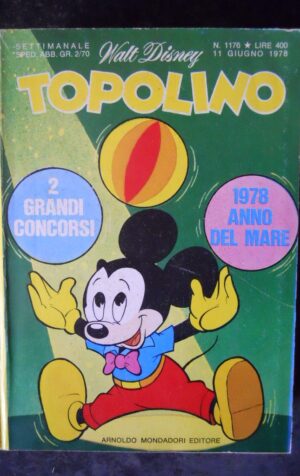 SETTIMANALE
SPED. ABB. GR. 2/70
Walt Disney
N. 1176 ★ LIRE 400
11 GIUGNO 1978
TOPOLINO
2
GRANDI
CONCORSI
1978
ANNO
DEL MARE
ARNOLDO MONDADORI EDITORE